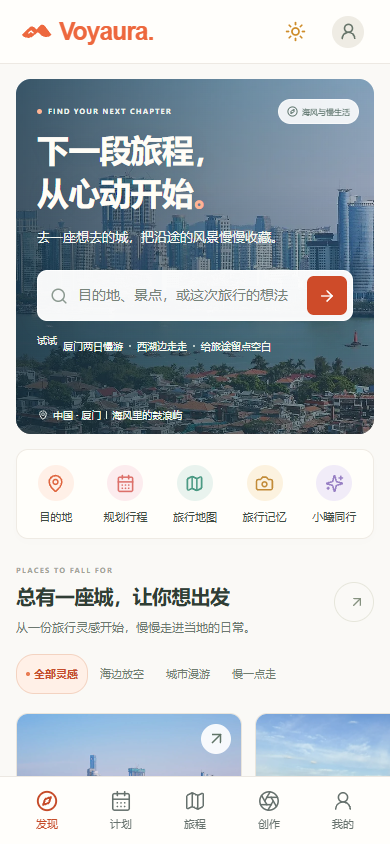 Voyaura.
FIND YOUR NEXT CHAPTER
海风与慢生活
下一段旅程，
从心动开始。
去一座想去的城，把沿途的风景慢慢收藏。
目的地、景点，或这次旅行的想法
试试 厦门两日慢游 · 西湖边走走 · 给旅途留点空白
中国 · 厦门 | 海风里的鼓浪屿
目的地 规划行程 旅行地图 旅行记忆 小曦同行
PLACES TO FALL FOR
总有一座城，让你想出发
从一份旅行灵感开始，慢慢走进当地的日常。
全部灵感 海边放空 城市漫游 慢一点走
发现 计划 旅程 创作 我的